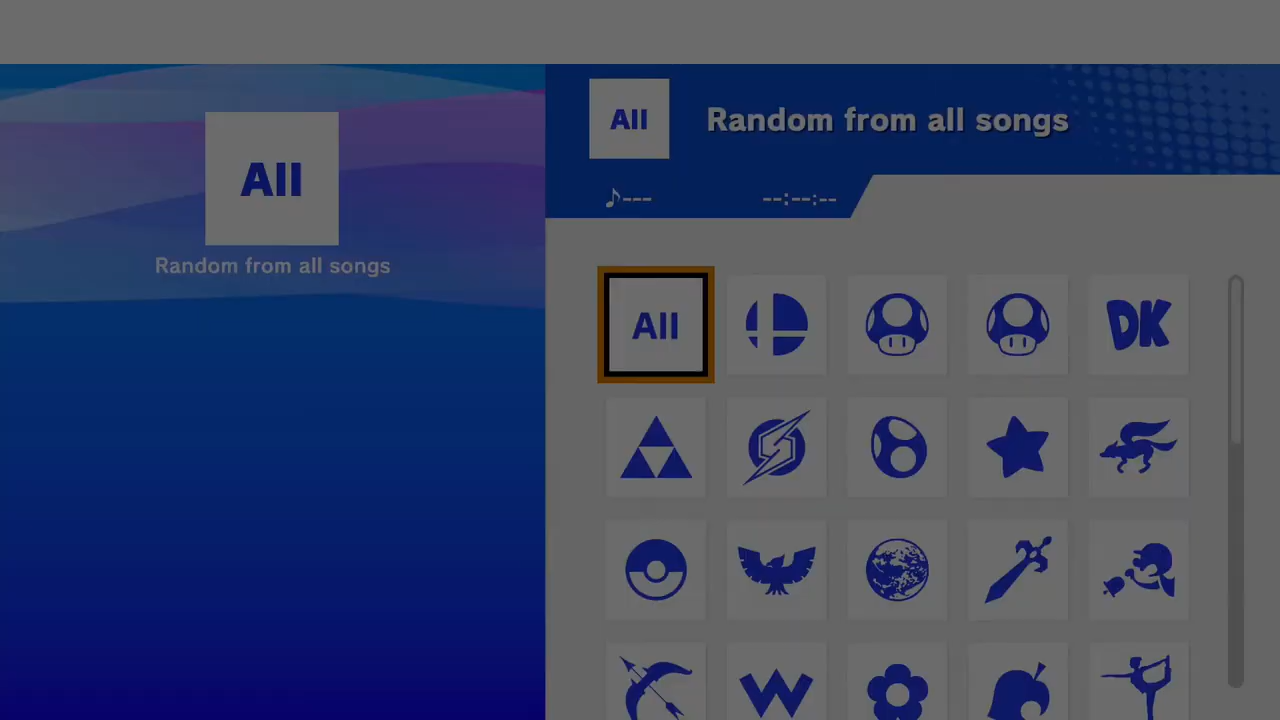 All
Random from all songs
All
Random from all songs
♪---
--:--:--
All
DK